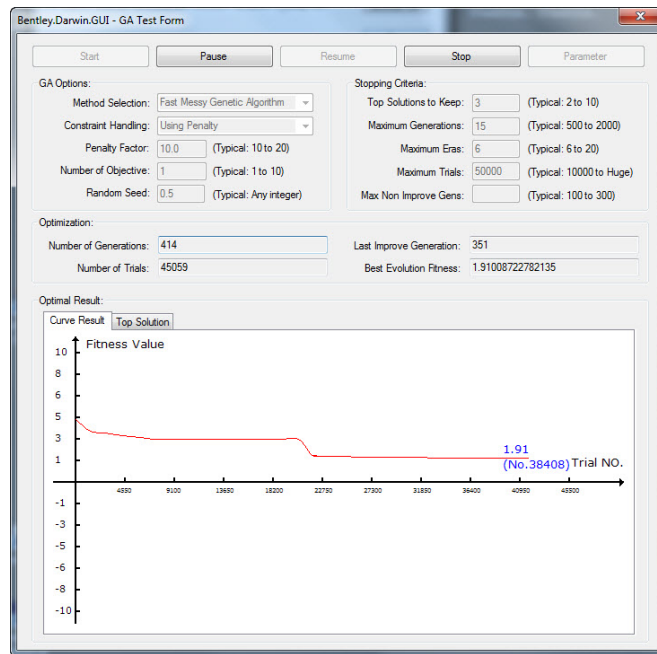 Bentley.Darwin.GUI - GA Test Form
Start Pause Resume Stop Parameter
GA Options:
Method Selection: Fast Messy Genetic Algorithm
Constraint Handling: Using Penalty
Penalty Factor: 10.0 (Typical: 10 to 20)
Number of Objective: 1 (Typical: 1 to 10)
Random Seed: 0.5 (Typical: Any integer)
Stopping Criteria:
Top Solutions to Keep: 3 (Typical: 2 to 10)
Maximum Generations: 15 (Typical: 500 to 2000)
Maximum Eras: 6 (Typical: 6 to 20)
Maximum Trials: 50000 (Typical: 10000 to Huge)
Max Non Improve Gens: (Typical: 100 to 300)
Optimization:
Number of Generations: 414 Last Improve Generation: 351
Number of Trials: 45059 Best Evolution Fitness: 1.91008722782135
Optimal Result:
Curve Result Top Solution
Fitness Value
10
8
6
5
3
1
1.91
(No.38408) Trial NO.
4550 9100 13650 18200 22750 27300 31850 36400 40950 45500
-1
-3
-5
-6
-8
-10